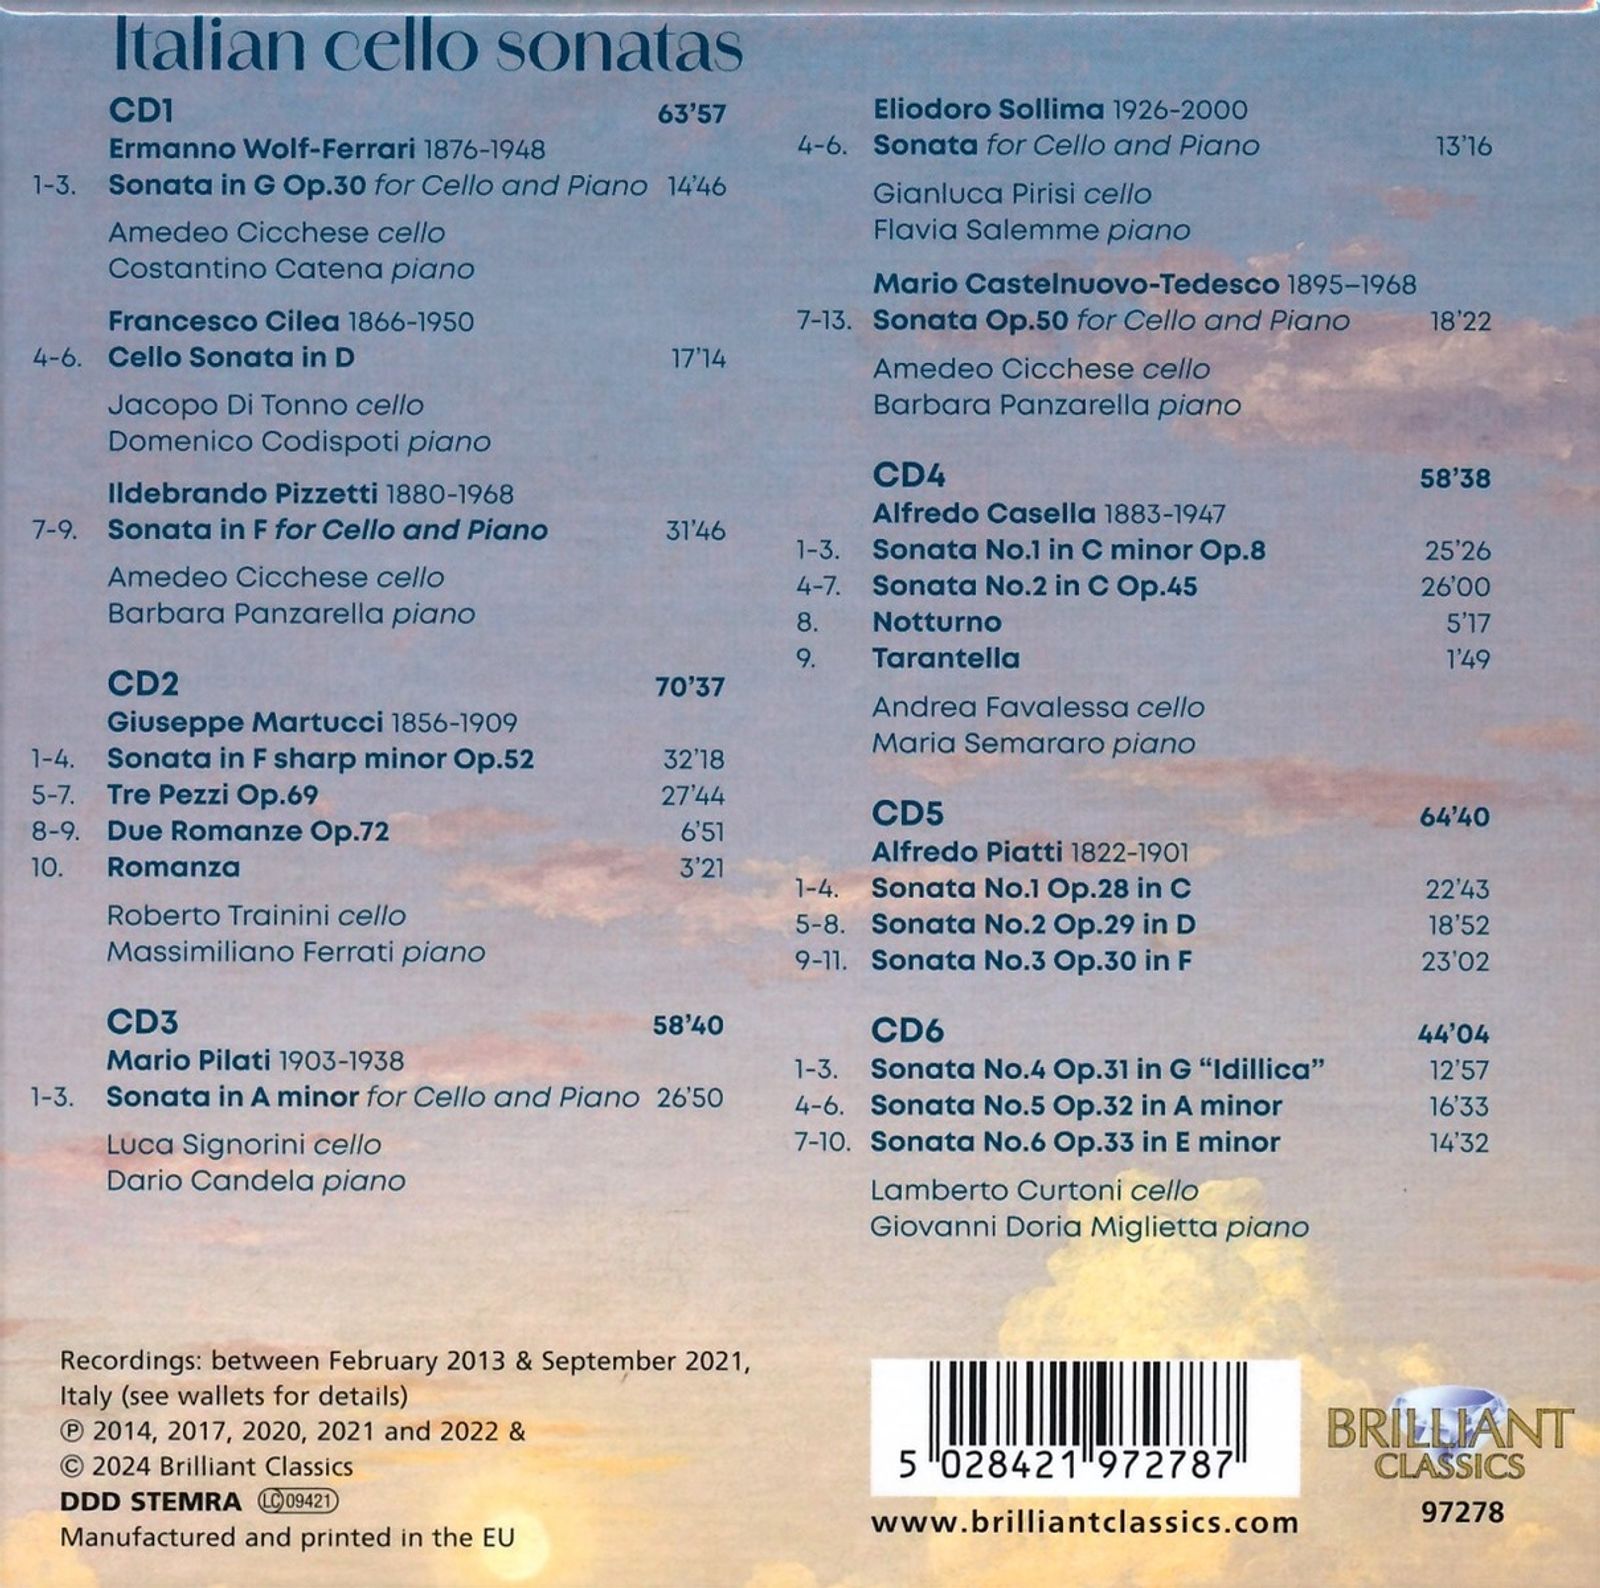 Italian cello sonatas
CD1 63’57
Ermanno Wolf-Ferrari 1876-1948
1-3. Sonata in G Op.30 for Cello and Piano 14’46
Amedeo Cicchese cello
Costantino Catena piano
Francesco Cilea 1866-1950
4-6. Cello Sonata in D 17’14
Jacopo Di Tonno cello
Domenico Codispoti piano
Ildebrando Pizzetti 1880-1968
7-9. Sonata in F for Cello and Piano 31’46
Amedeo Cicchese cello
Barbara Panzarella piano
CD2 70’37
Giuseppe Martucci 1856-1909
1-4. Sonata in F sharp minor Op.52 32’18
5-7. Tre Pezzi Op.69 27’44
8-9. Due Romanze Op.72 6’51
10. Romanza 3’21
Roberto Trainini cello
Massimiliano Ferrati piano
CD3 58’40
Mario Pilati 1903-1938
1-3. Sonata in A minor for Cello and Piano 26’50
Luca Signorini cello
Dario Candela piano
Eliodoro Sollima 1926-2000
4-6. Sonata for Cello and Piano 13’16
Gianluca Pirisi cello
Flavia Salemme piano
Mario Castelnuovo-Tedesco 1895–1968
7-13. Sonata Op.50 for Cello and Piano 18’22
Amedeo Cicchese cello
Barbara Panzarella piano
CD4 58’38
Alfredo Casella 1883-1947
1-3. Sonata No.1 in C minor Op.8 25’26
4-7. Sonata No.2 in C Op.45 26’00
8. Notturno 5’17
9. Tarantella 1’49
Andrea Favalessa cello
Maria Semararo piano
CD5 64’40
Alfredo Piatti 1822-1901
1-4. Sonata No.1 Op.28 in C 22’43
5-8. Sonata No.2 Op.29 in D 18’52
9-11. Sonata No.3 Op.30 in F 23’02
CD6 44’04
1-3. Sonata No.4 Op.31 in G “Idillica” 12’57
4-6. Sonata No.5 Op.32 in A minor 16’33
7-10. Sonata No.6 Op.33 in E minor 14’32
Lamberto Curtoni cello
Giovanni Doria Miglietta piano
Recordings: between February 2013 & September 2021,
Italy (see wallets for details)
℗ 2014, 2017, 2020, 2021 and 2022 &
© 2024 Brilliant Classics
DDD STEMRA LC 09421
Manufactured and printed in the EU
5 028421 972787
www.brilliantclassics.com
BRILLIANT
CLASSICS
97278